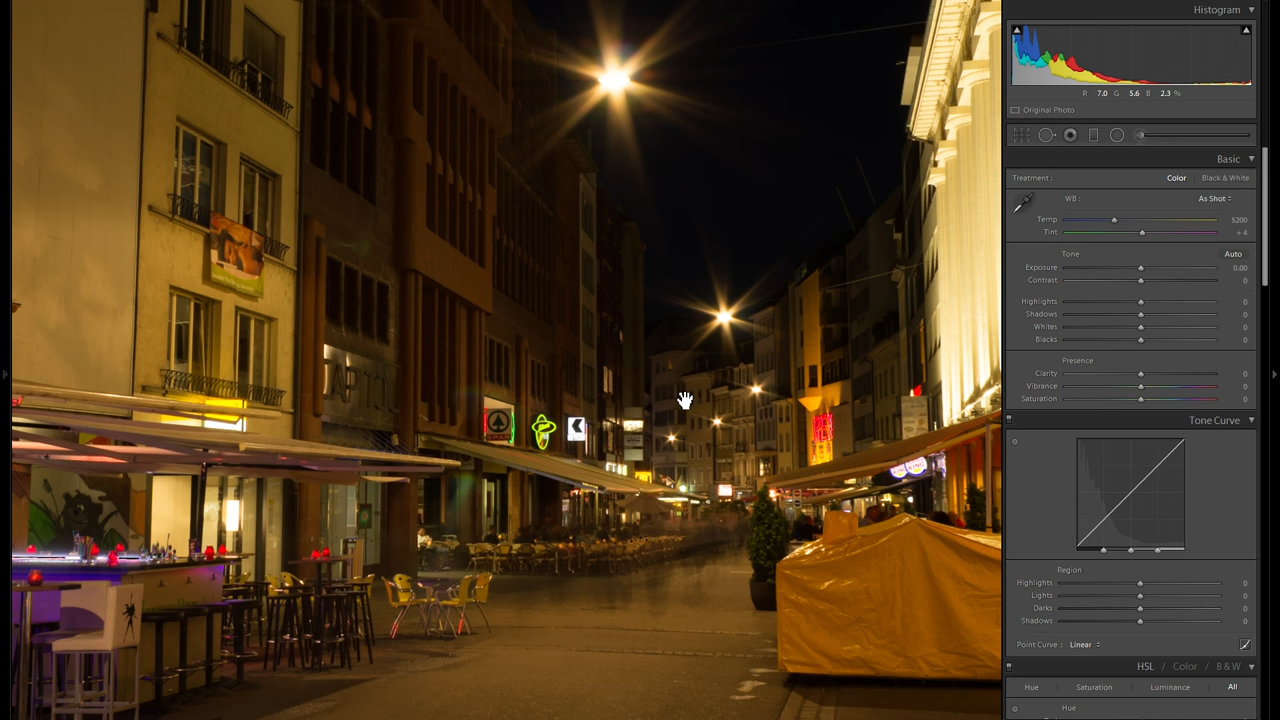 Histogram
R 7.0 G 5.6 B 2.3 %
Original Photo
Basic
Treatment : Color Black & White
WB : As Shot
Temp 5200
Tint + 4
Tone Auto
Exposure 0.00
Contrast 0
Highlights 0
Shadows 0
Whites 0
Blacks 0
Presence
Clarity 0
Vibrance 0
Saturation 0
Tone Curve
Region
Highlights 0
Lights 0
Darks 0
Shadows 0
Point Curve : Linear
HSL / Color / B & W
Hue Saturation Luminance All
Hue